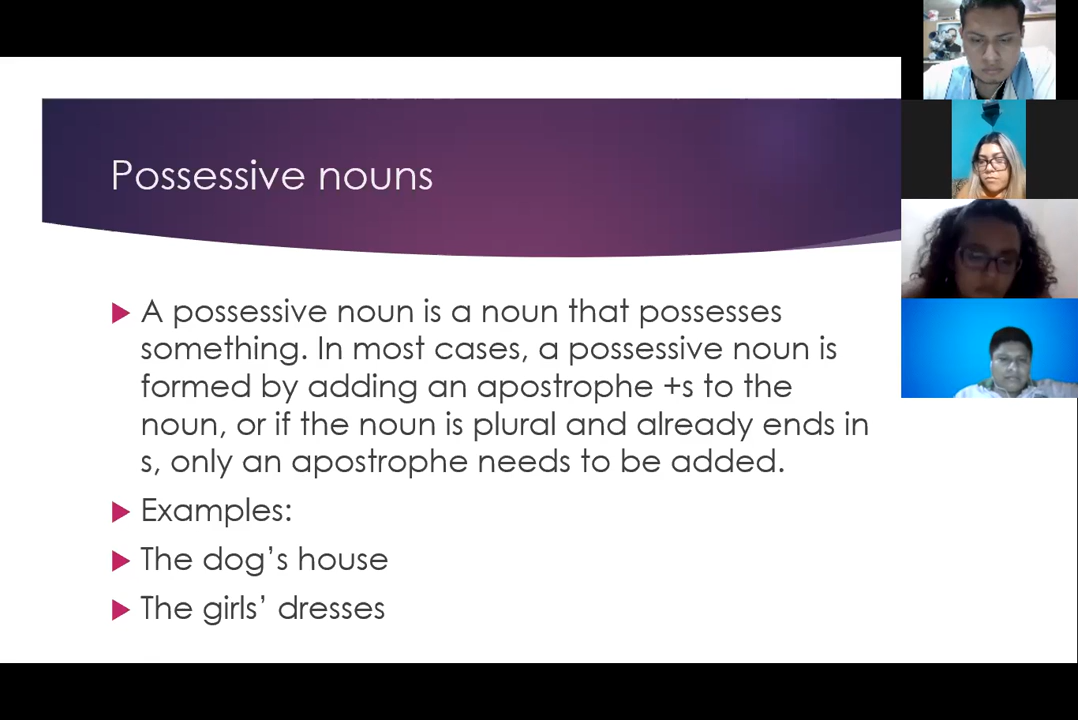 Possessive nouns
A possessive noun is a noun that possesses
something. In most cases, a possessive noun is
formed by adding an apostrophe +s to the
noun, or if the noun is plural and already ends in
s, only an apostrophe needs to be added.
Examples:
The dog’s house
The girls’ dresses